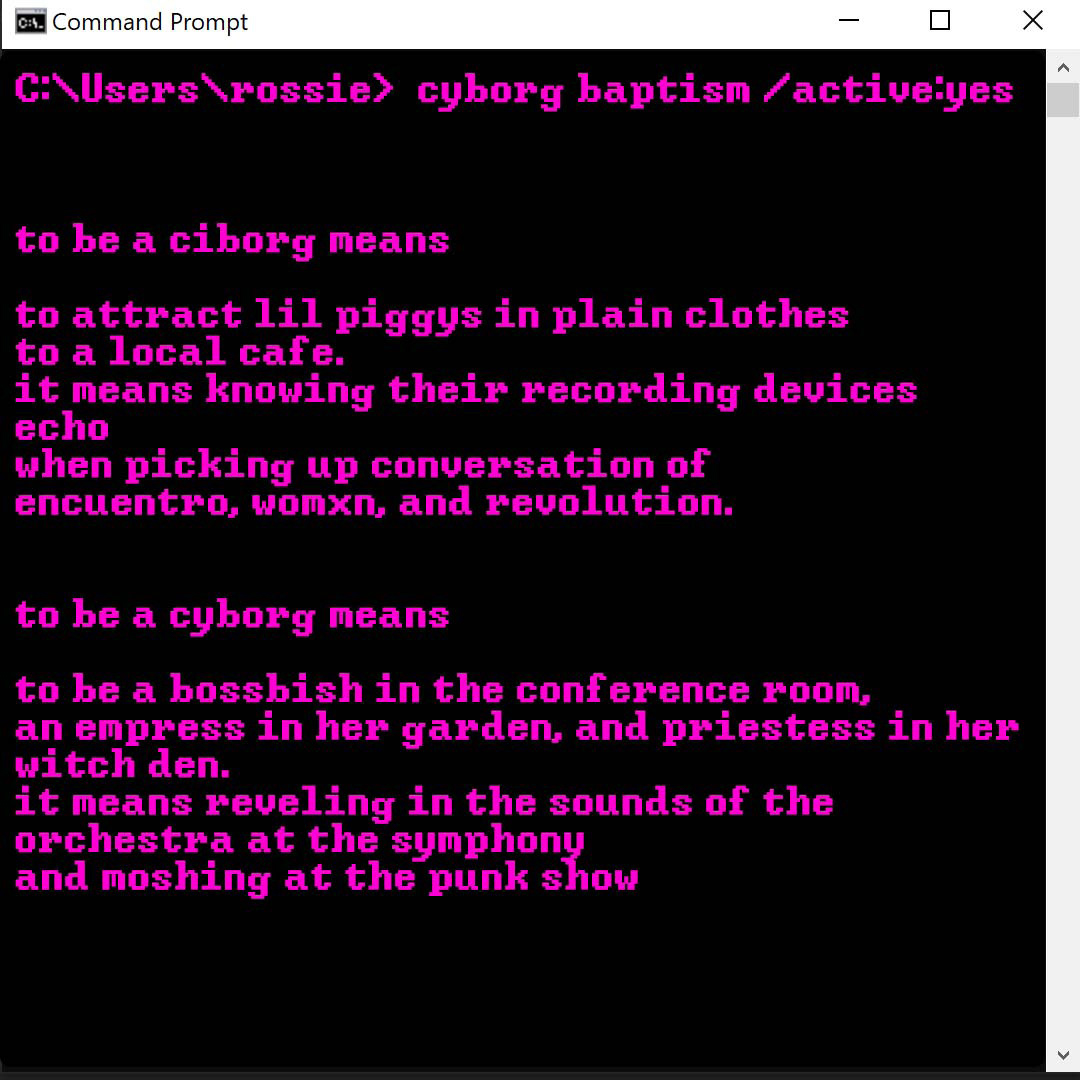 Command Prompt
C:\Users\rossie> cyborg baptism /active:yes
to be a ciborg means
to attract lil piggys in plain clothes
to a local cafe.
it means knowing their recording devices
echo
when picking up conversation of
encuentro, womxn, and revolution.
to be a cyborg means
to be a bossbish in the conference room,
an empress in her garden, and priestess in her
witch den.
it means reveling in the sounds of the
orchestra at the symphony
and moshing at the punk show